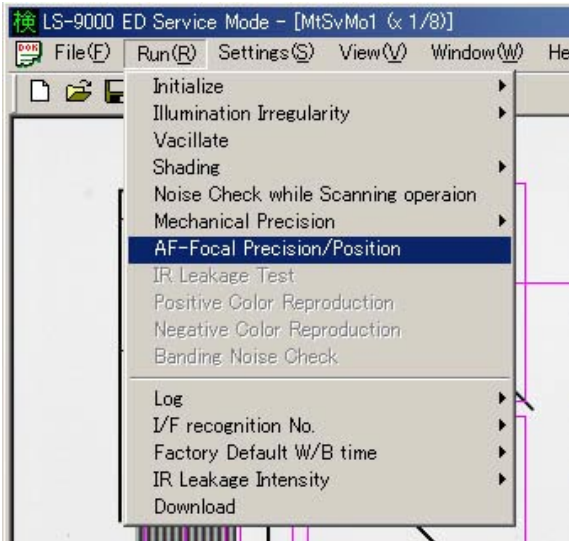 検 LS-9000 ED Service Mode - [MtSvMo1 (x 1/8)]
DOK File(F) Run(R) Settings(S) View(V) Window(W) He
Initialize
Illumination Irregularity
Vacillate
Shading
Noise Check while Scanning operaion
Mechanical Precision
AF-Focal Precision/Position
IR Leakage Test
Positive Color Reproduction
Negative Color Reproduction
Banding Noise Check
Log
I/F recognition No.
Factory Default W/B time
IR Leakage Intensity
Download